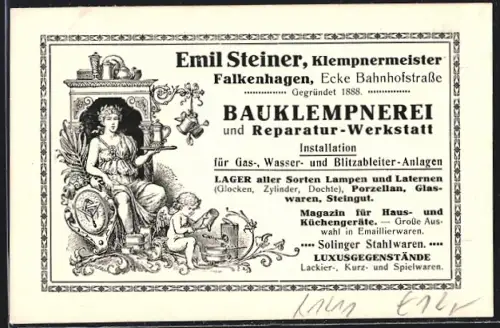 Emil Steiner, Klempnermeister
Falkenhagen, Ecke Bahnhofstraße
Gegründet 1888.
BAUKLEMPNEREI
und Reparatur-Werkstatt
Installation
für Gas-, Wasser- und Blitzableiter-Anlagen
LAGER aller Sorten Lampen und Laternen
(Glocken, Zylinder, Dochte), Porzellan, Glas-
waren, Steingut.
Magazin für Haus- und
Küchengeräte. — Große Aus-
wahl in Emaillierwaren.
Solinger Stahlwaren.
LUXUSGEGENSTÄNDE
Lackier-, Kurz- und Spielwaren.